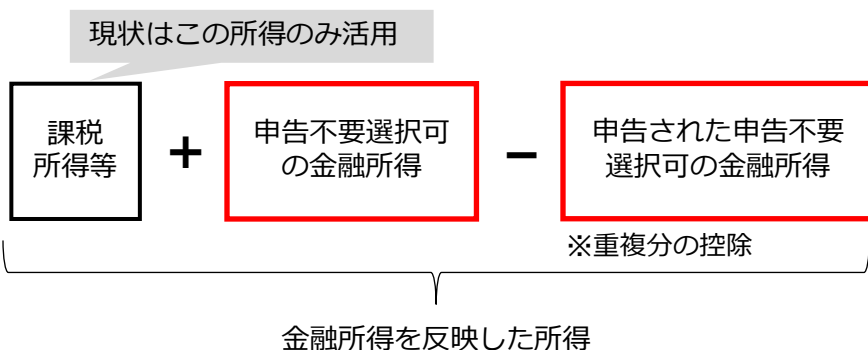 現状はこの所得のみ活用
課税
所得等
+
申告不要選択可
の金融所得
−
申告された申告不要
選択可の金融所得
※重複分の控除
金融所得を反映した所得